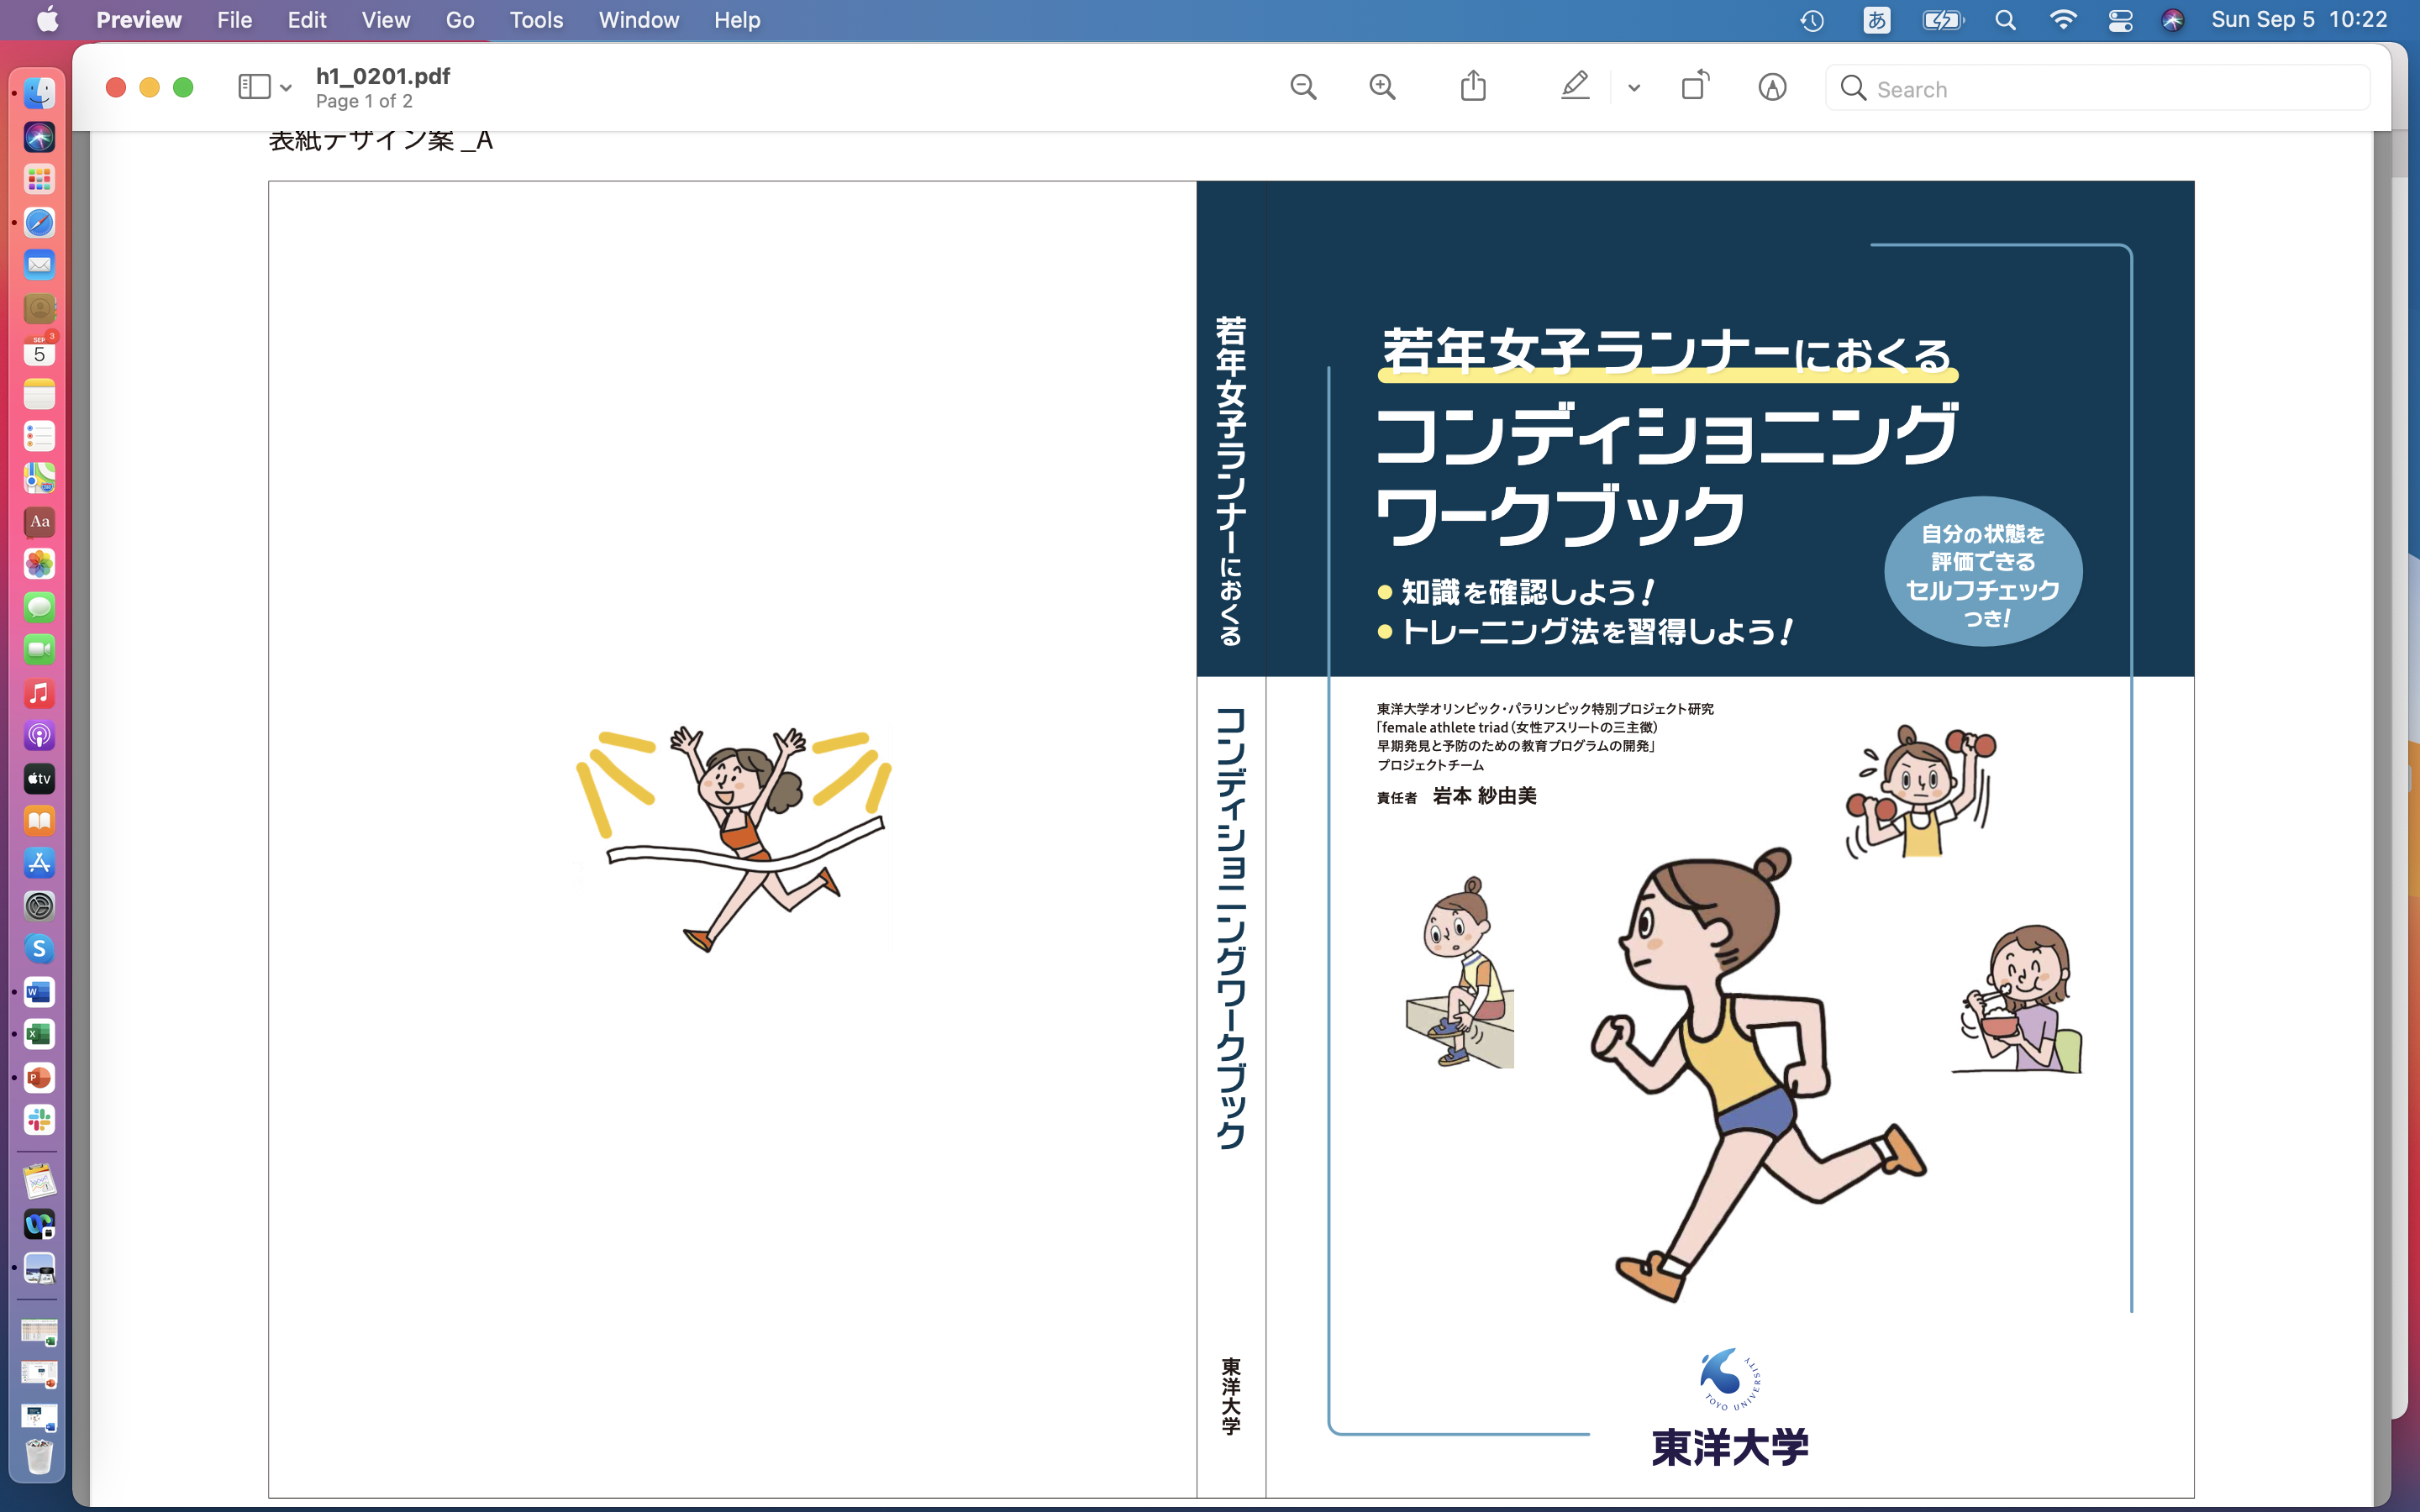 Preview File Edit View Go Tools Window Help
あ
Sun Sep 5 10:22
h1_0201.pdf
Page 1 of 2
Search
表紙デザイン案 _A
若年女子ランナーにおくる
コンディショニングワークブック
東洋大学
若年女子ランナーにおくる
コンディショニング
ワークブック
● 知識を確認しよう！
● トレーニング法を習得しよう！
自分の状態を
評価できる
セルフチェック
つき！
東洋大学オリンピック・パラリンピック特別プロジェクト研究
「female athlete triad（女性アスリートの三主徴）
早期発見と予防のための教育プログラムの開発」
プロジェクトチーム
責任者 岩本 紗由美
TOYO UNIVERSITY
東洋大学
SEP
5
3
Aa
tv
S
W
X
P